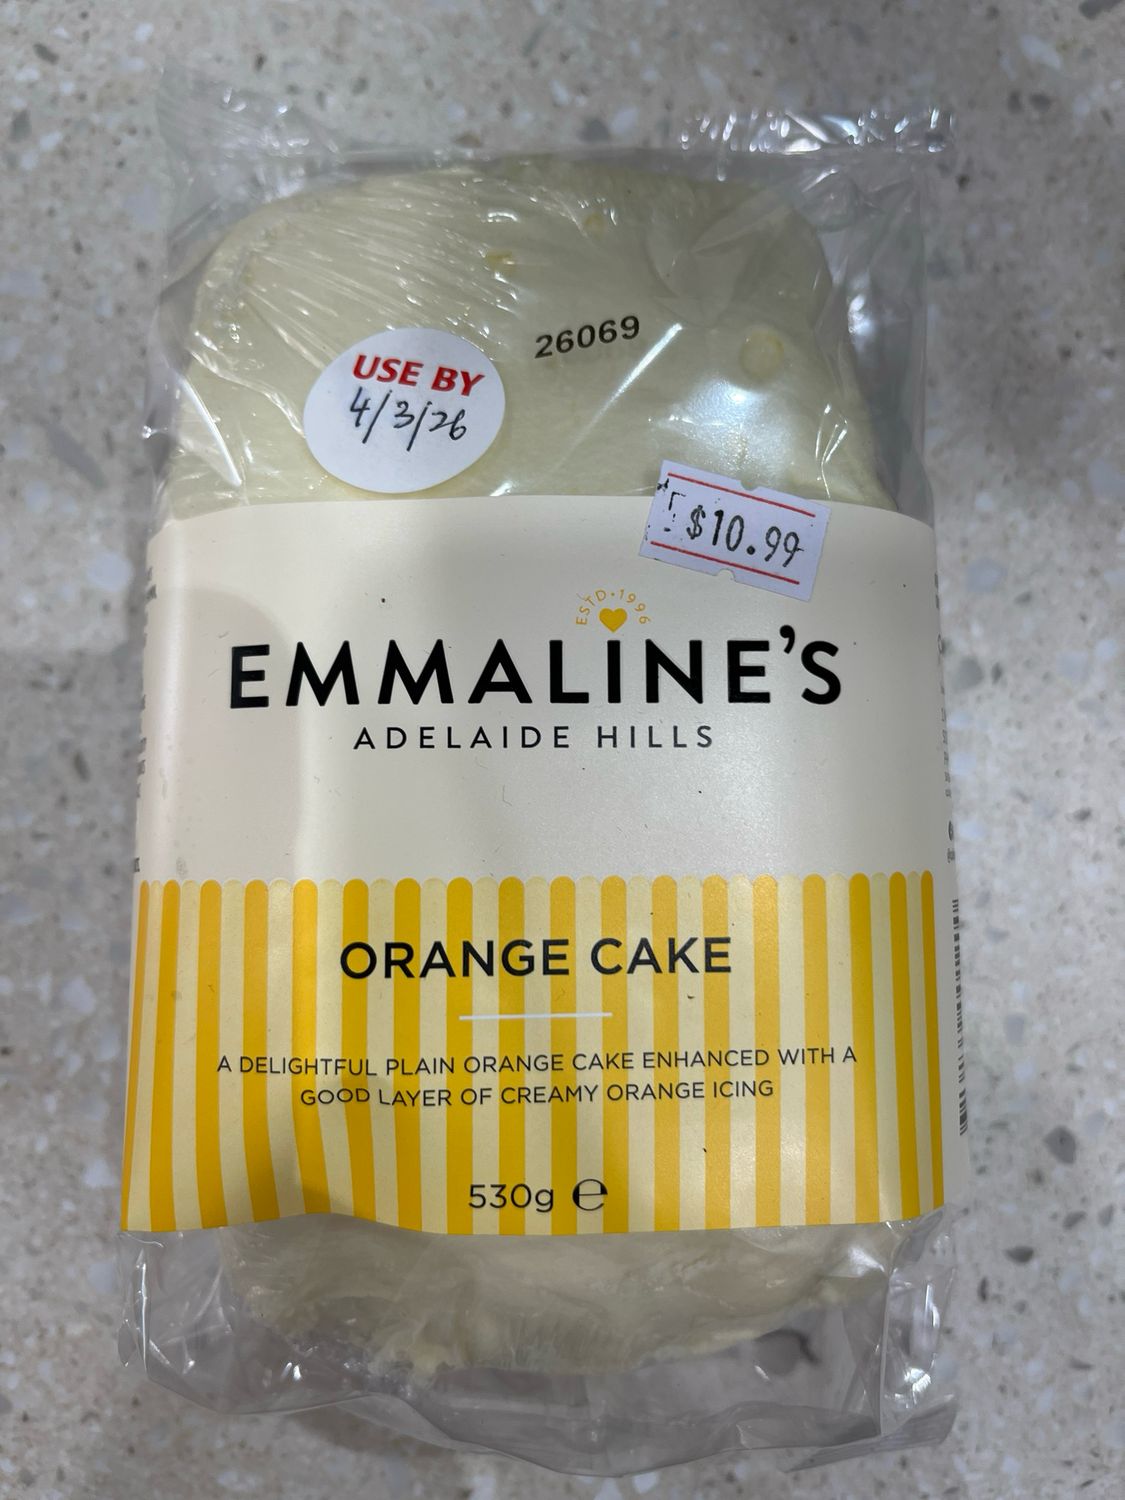 26069
USE BY
4/3/26
$10.99
ESTD·1996
EMMALINE'S
ADELAIDE HILLS
ORANGE CAKE
A DELIGHTFUL PLAIN ORANGE CAKE ENHANCED WITH A
GOOD LAYER OF CREAMY ORANGE ICING
530g ℮